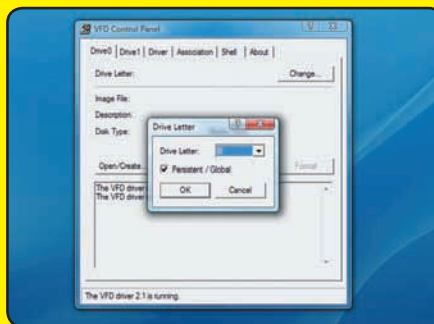 VFD Control Panel
Drive0 Drive1 Driver Association Shell About
Drive Letter:
Change...
Image File:
Description:
Disk Type:
Drive Letter
Drive Letter:
Persistent / Global
OK Cancel
Open/Create...
Format
The VFD driver
The VFD driver
The VFD driver 2.1 is running.